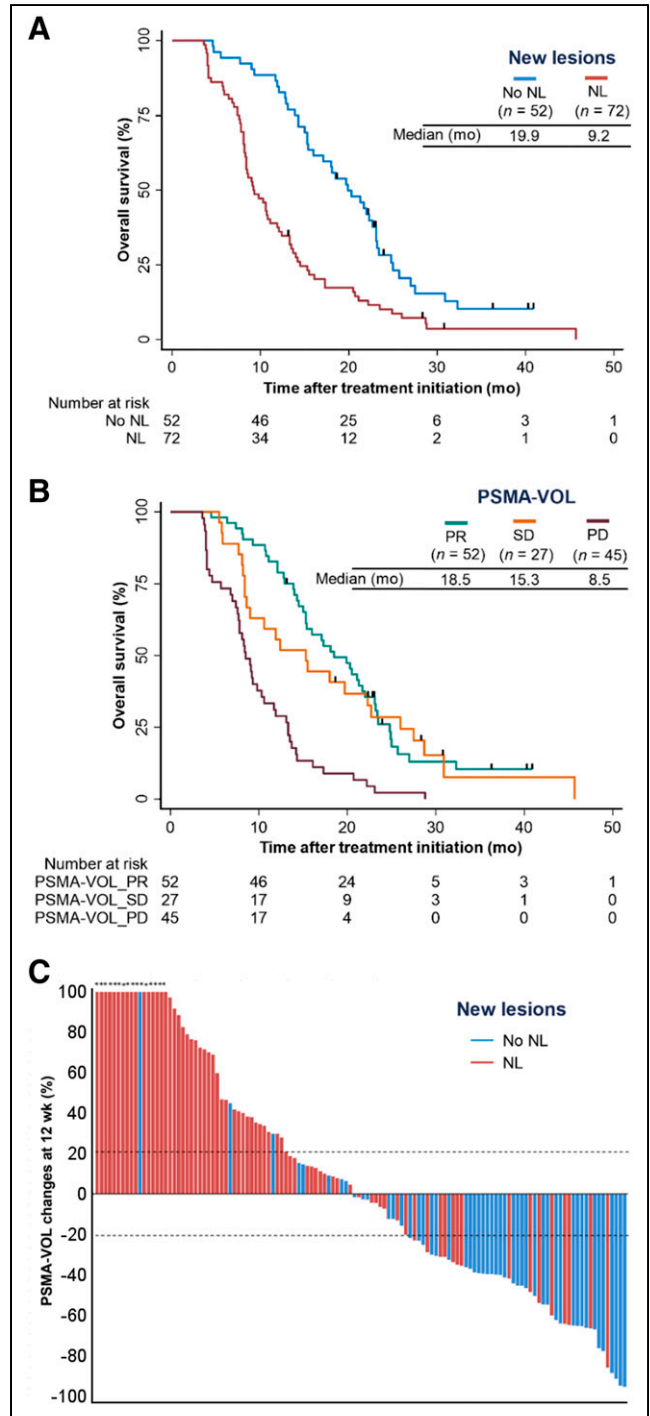 A
New lesions
No NL NL
(n = 52) (n = 72)
Median (mo) 19.9 9.2
Overall survival (%)
100
75
50
25
0
0 10 20 30 40 50
Time after treatment initiation (mo)
Number at risk
No NL 52 46 25 6 3 1
NL 72 34 12 2 1 0
B
PSMA-VOL
PR SD PD
(n = 52) (n = 27) (n = 45)
Median (mo) 18.5 15.3 8.5
Overall survival (%)
100
75
50
25
0
0 10 20 30 40 50
Time after treatment initiation (mo)
Number at risk
PSMA-VOL_PR 52 46 24 5 3 1
PSMA-VOL_SD 27 17 9 3 1 0
PSMA-VOL_PD 45 17 4 0 0 0
C
New lesions
No NL
NL
PSMA-VOL changes at 12 wk (%)
100
80
60
40
20
0
-20
-40
-60
-80
-100